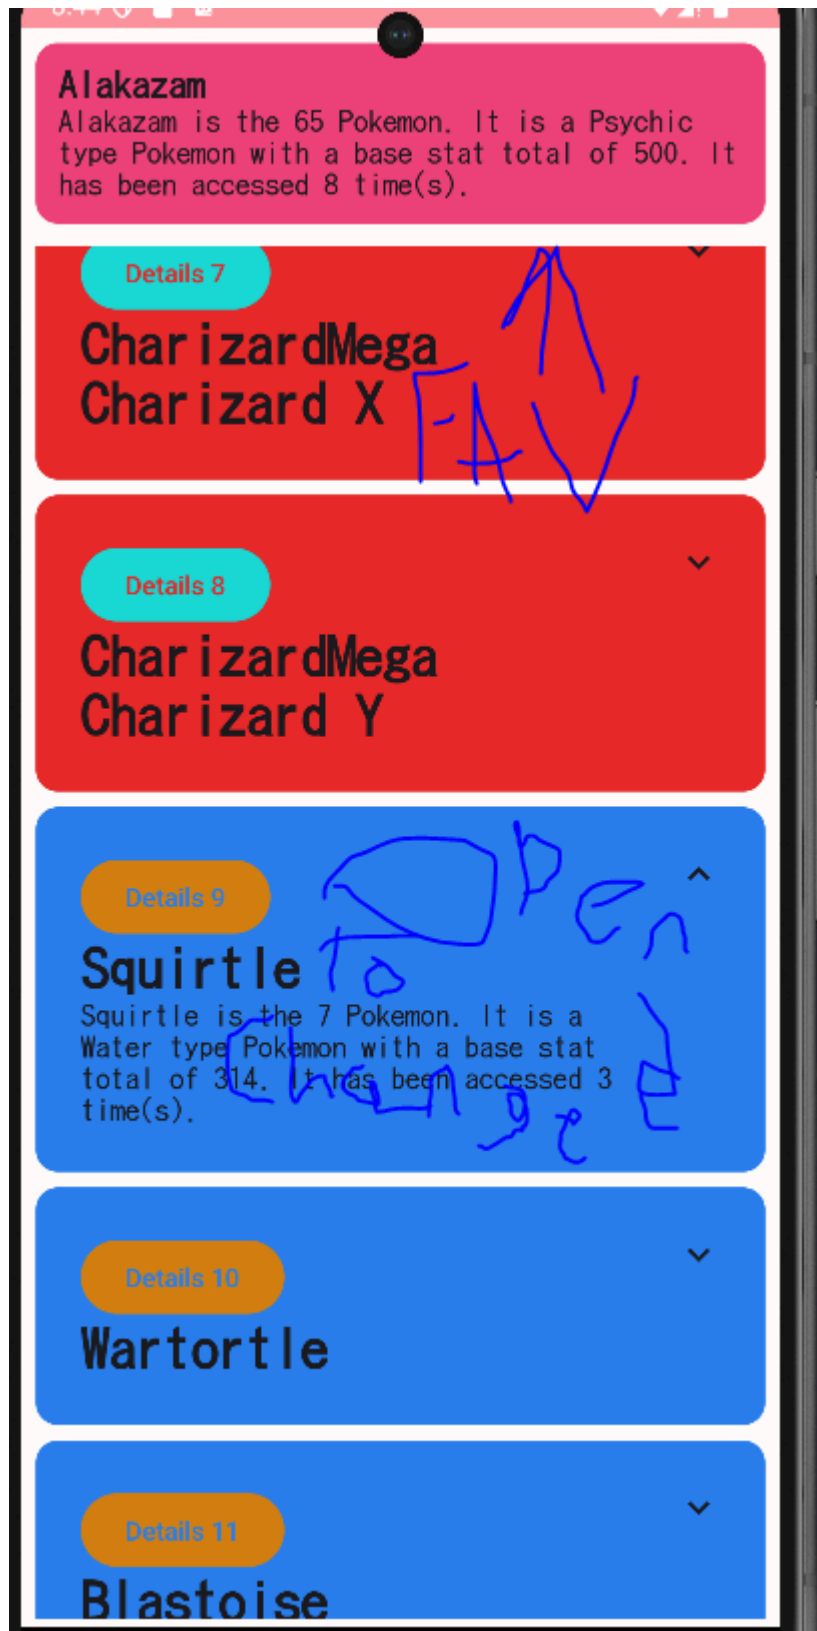 Alakazam
Alakazam is the 65 Pokemon. It is a Psychic
type Pokemon with a base stat total of 500. It
has been accessed 8 time(s).
Details 7
CharizardMega
Charizard X
FAV
Details 8
CharizardMega
Charizard Y
Details 9
Open
Squirtle
To
Squirtle is the 7 Pokemon. It is a
Water type Pokemon with a base stat
total of 314. It has been accessed 3
time(s).
Change
Details 10
Wartortle
Details 11
Blastoise